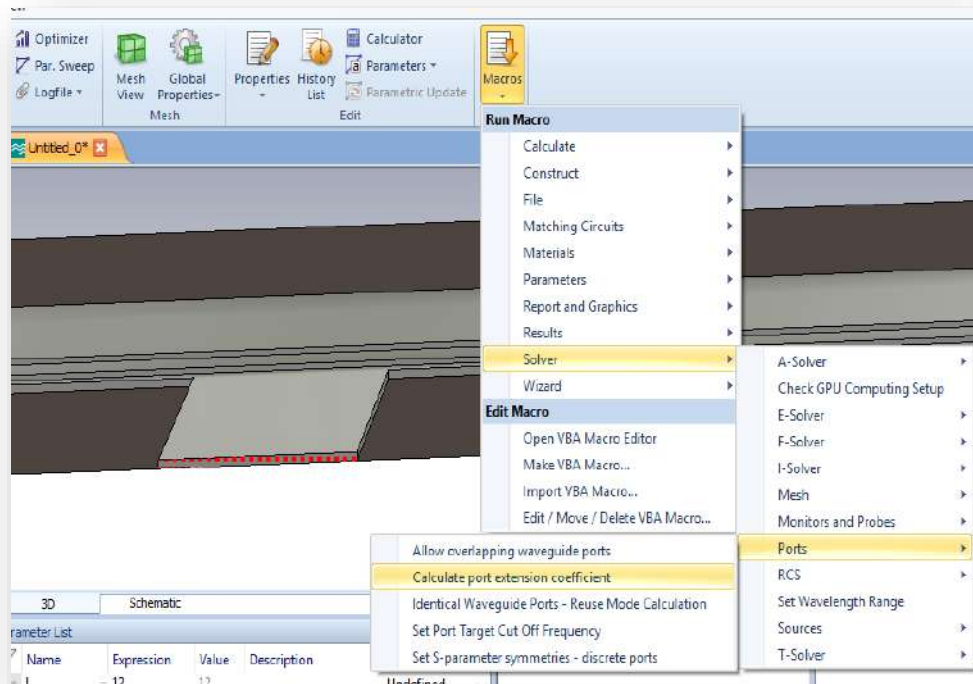 Optimizer
Par. Sweep
Logfile
Mesh View
Global Properties
Mesh
Properties
History List
Calculator
Parameters
Parametric Update
Edit
Macros
Untitled_0*
Run Macro
Calculate
Construct
File
Matching Circuits
Materials
Parameters
Report and Graphics
Results
Solver
Wizard
Edit Macro
Open VBA Macro Editor
Make VBA Macro...
Import VBA Macro...
Edit / Move / Delete VBA Macro...
A-Solver
Check GPU Computing Setup
E-Solver
F-Solver
I-Solver
Mesh
Monitors and Probes
Ports
RCS
Set Wavelength Range
Sources
T-Solver
Allow overlapping waveguide ports
Calculate port extension coefficient
Identical Waveguide Ports - Reuse Mode Calculation
Set Port Target Cut Off Frequency
Set S-parameter symmetries - discrete ports
3D Schematic
rameter List
Name Expression Value Description
= 12 12 Undefined